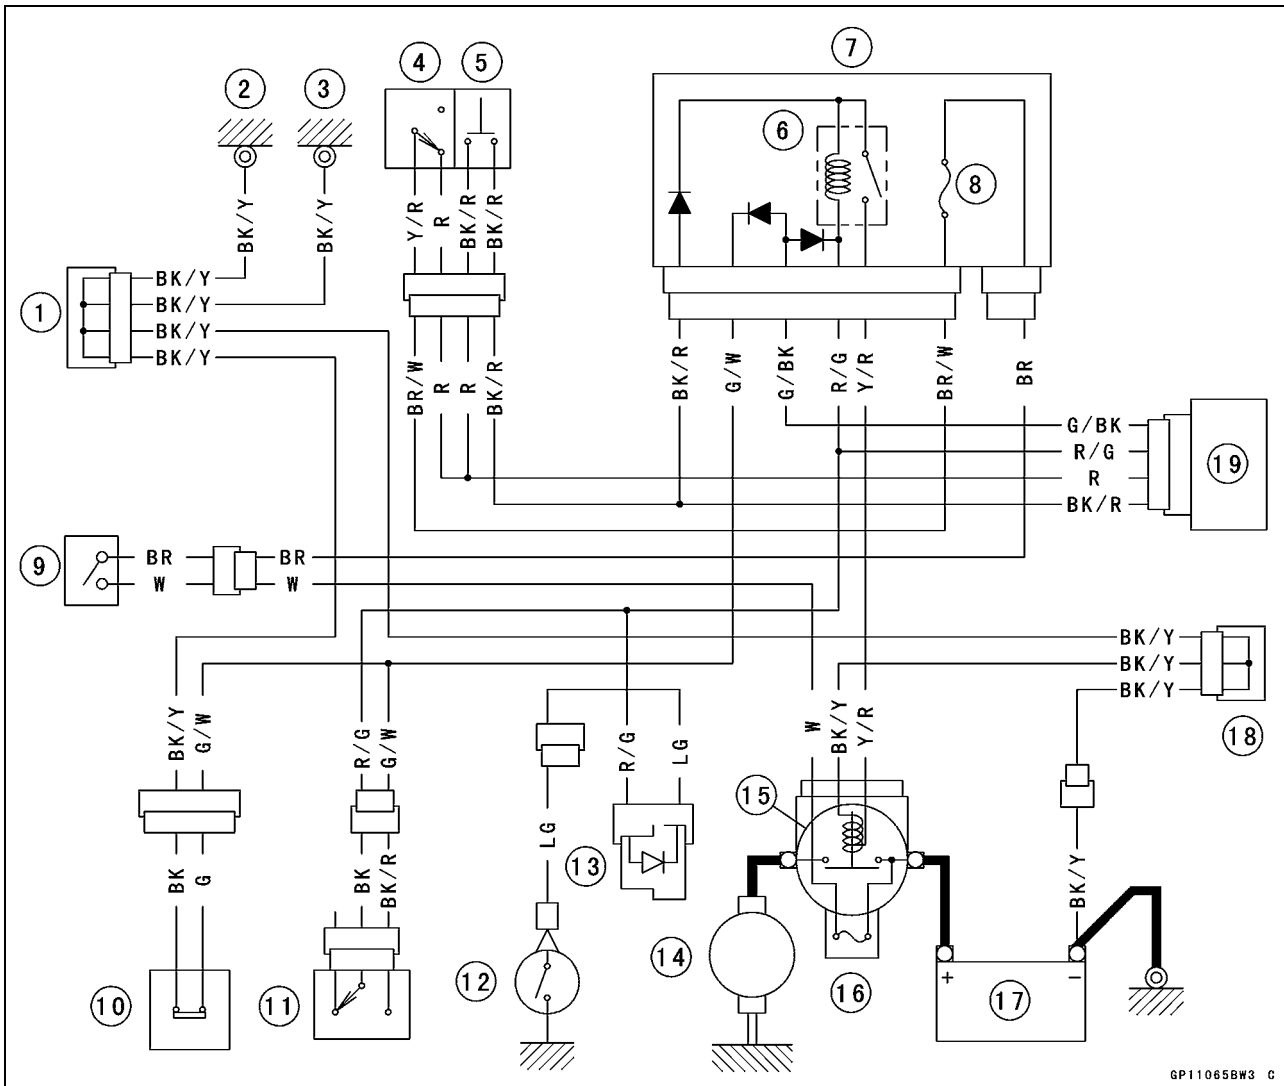 7
4
5
2
3
6
8
BK/Y
BK/Y
Y/R
R
BK/R
BK/R
1
BK/Y
BK/Y
BK/Y
BK/Y
BR/W
R
R
BK/R
BK/R
G/W
G/BK
R/G
Y/R
BR/W
BR
G/BK
R/G
R
BK/R
19
9
BR
BR
W
W
BK/Y
BK/Y
BK/Y
18
BK/Y
G/W
R/G
G/W
R/G
LG
W
BK/Y
Y/R
15
LG
13
BK
G
BK
BK/R
BK/Y
10
11
12
14
16
+
−
17
GP11065BW3 C